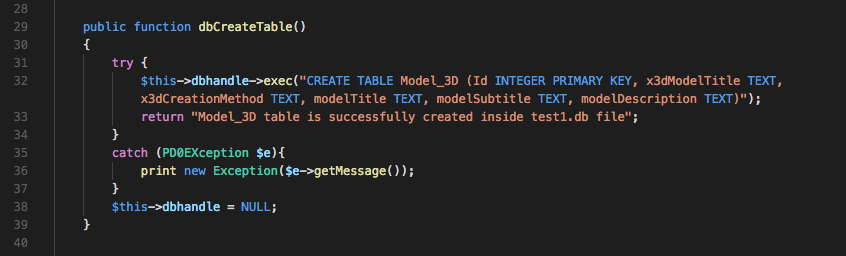 28
29 public function dbCreateTable()
30 {
31 try {
32 $this->dbhandle->exec("CREATE TABLE Model_3D (Id INTEGER PRIMARY KEY, x3dModelTitle TEXT,
x3dCreationMethod TEXT, modelTitle TEXT, modelSubtitle TEXT, modelDescription TEXT)");
33 return "Model_3D table is successfully created inside test1.db file";
34 }
35 catch (PD0EXception $e){
36 print new Exception($e->getMessage());
37 }
38 $this->dbhandle = NULL;
39 }
40